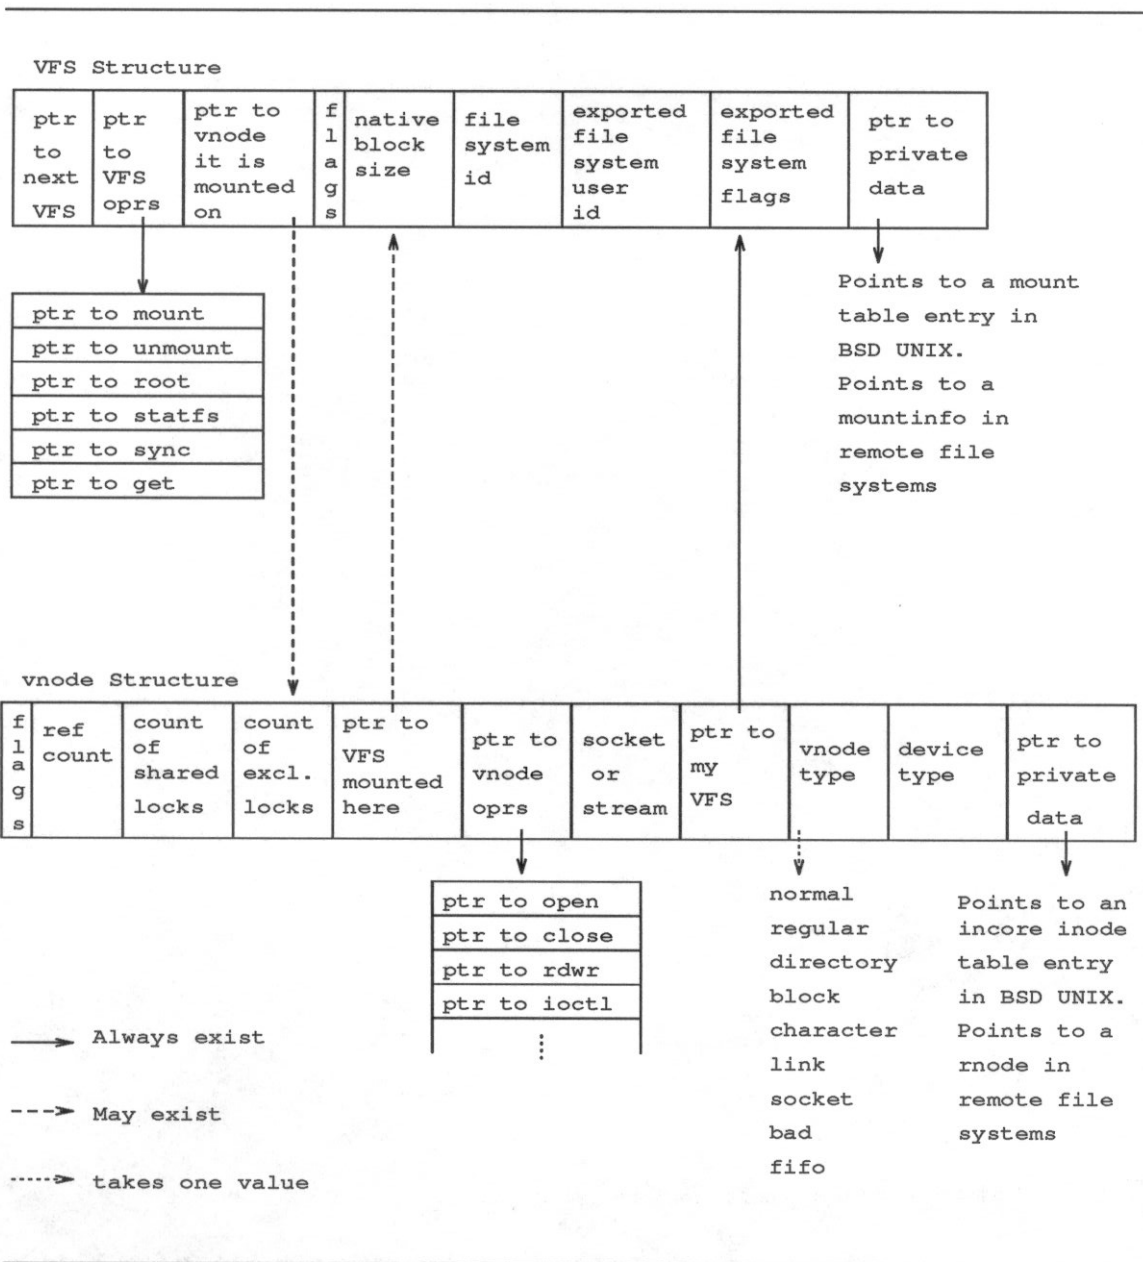 VFS Structure
ptr
to
next
VFS
ptr
to
VFS
oprs
ptr to
vnode
it is
mounted
on
flags
native
block
size
file
system
id
exported
file
system
user
id
exported
file
system
flags
ptr to
private
data
ptr to mount
ptr to unmount
ptr to root
ptr to statfs
ptr to sync
ptr to get
Points to a mount
table entry in
BSD UNIX.
Points to a
mountinfo in
remote file
systems
vnode Structure
flags
ref
count
count
of
shared
locks
count
of
excl.
locks
ptr to
VFS
mounted
here
ptr to
vnode
oprs
socket
or
stream
ptr to
my
VFS
vnode
type
device
type
ptr to
private
data
ptr to open
ptr to close
ptr to rdwr
ptr to ioctl
normal
regular
directory
block
character
link
socket
bad
fifo
Points to an
incore inode
table entry
in BSD UNIX.
Points to a
rnode in
remote file
systems
Always exist
May exist
takes one value